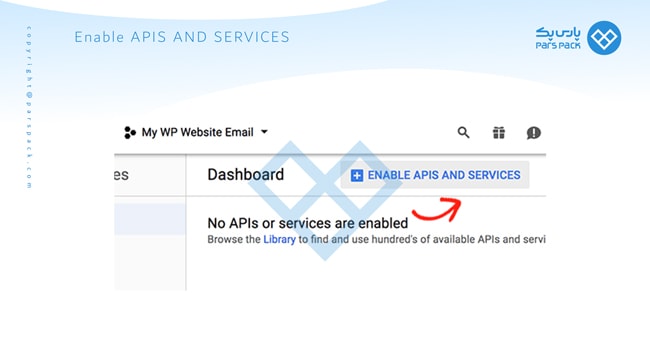 Enable APIS AND SERVICES
پارس پک
PARS PACK
copyright@parspack.com
My WP Website Email
es
Dashboard
ENABLE APIS AND SERVICES
No APIs or services are enabled
Browse the Library to find and use hundred's of available APIs and servi